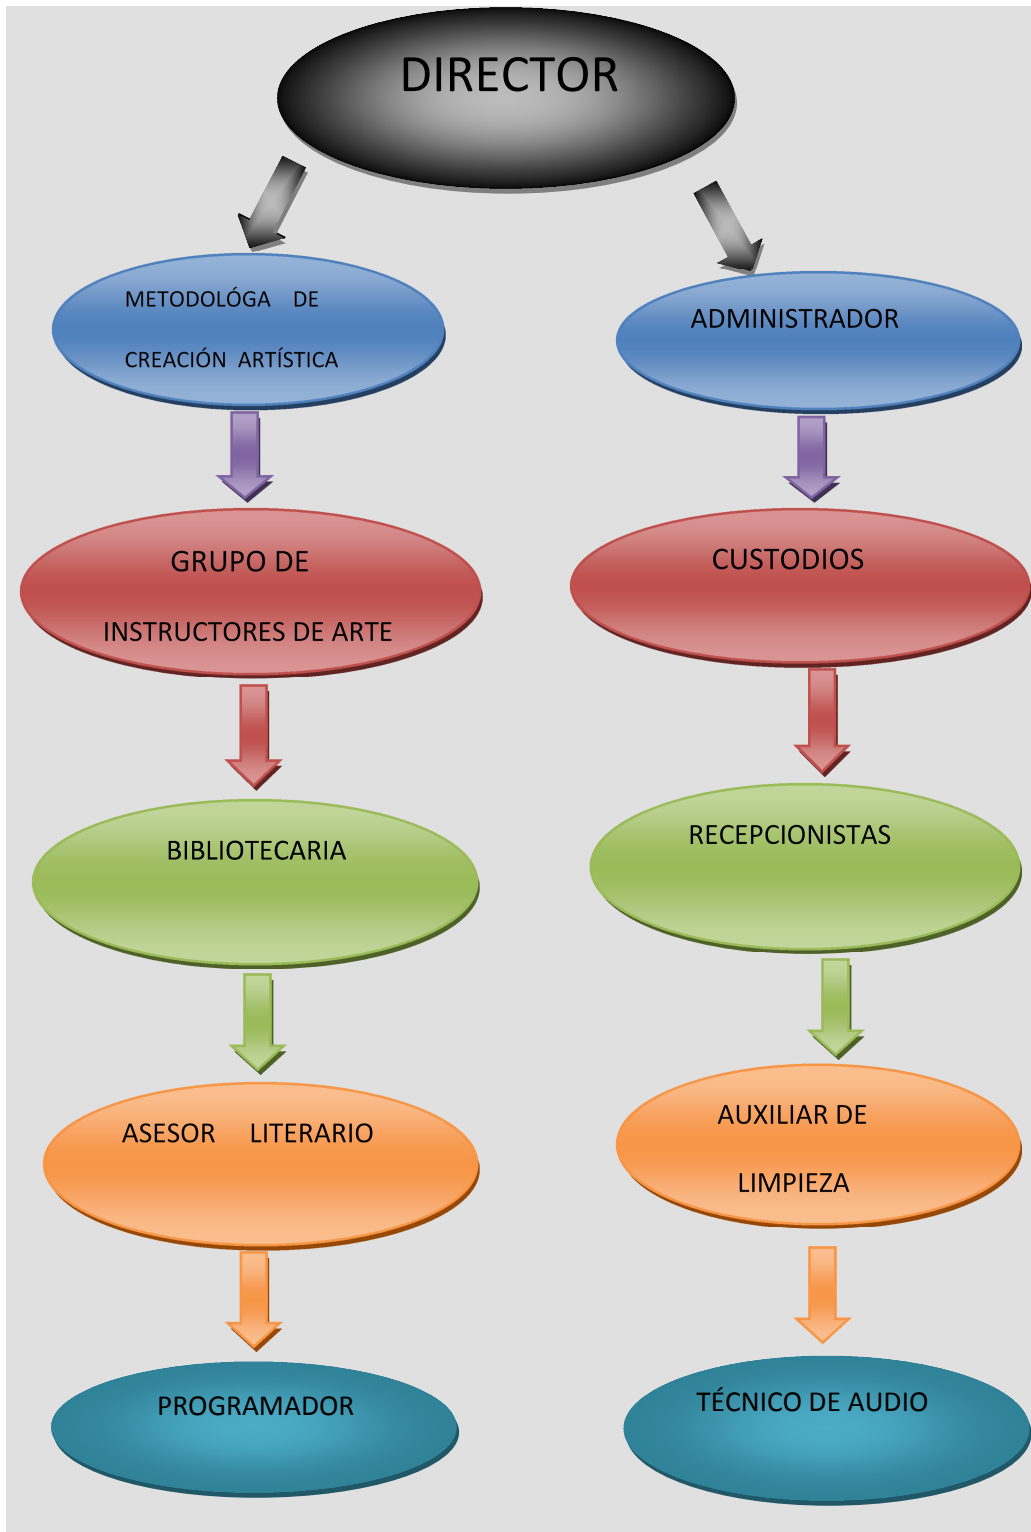 DIRECTOR
METODOLÓGA DE
CREACIÓN ARTÍSTICA
ADMINISTRADOR
GRUPO DE
INSTRUCTORES DE ARTE
CUSTODIOS
BIBLIOTECARIA
RECEPCIONISTAS
ASESOR LITERARIO
AUXILIAR DE
LIMPIEZA
PROGRAMADOR
TÉCNICO DE AUDIO